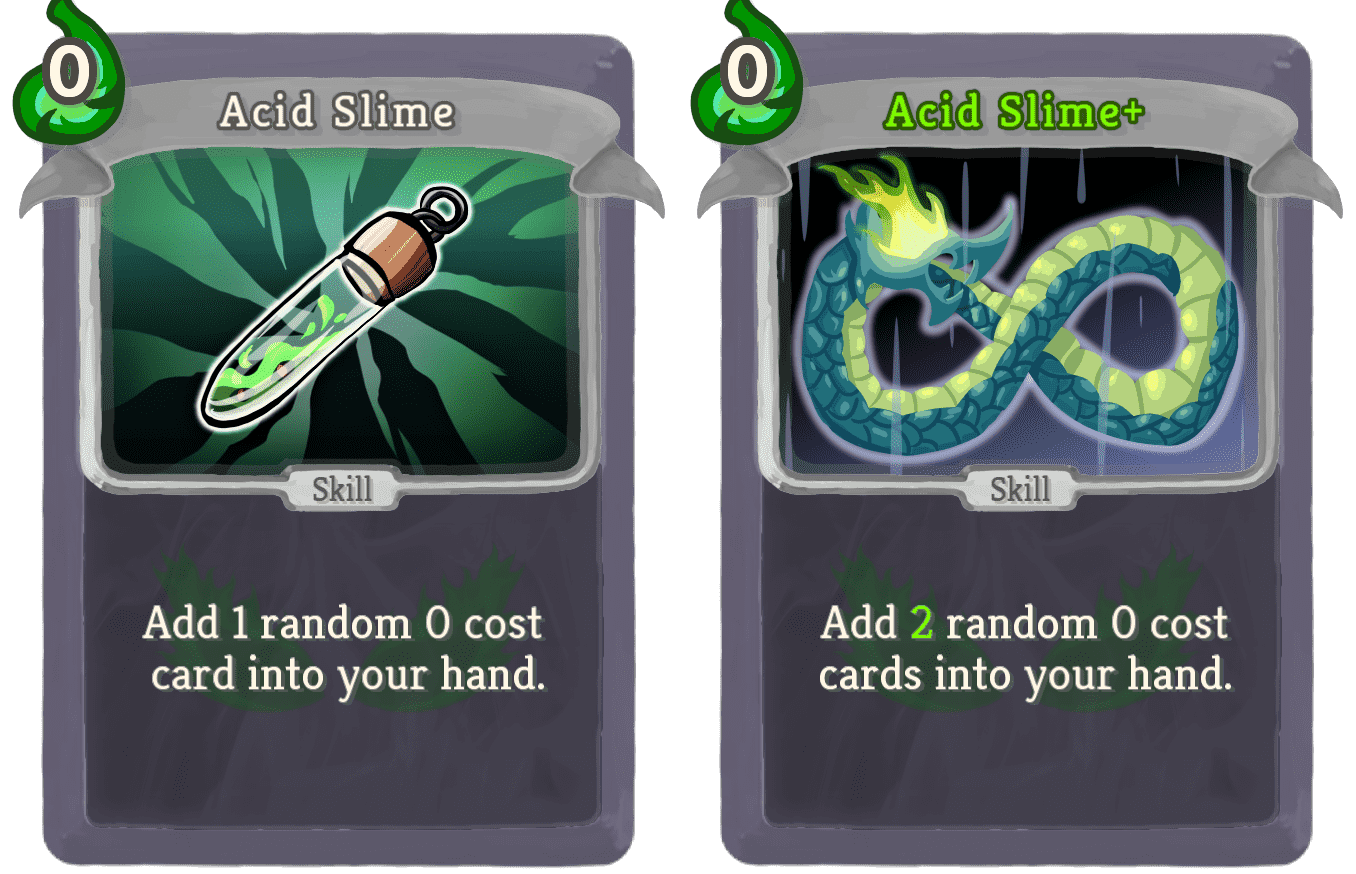 0
Acid Slime
Skill
Add 1 random 0 cost
card into your hand.
0
Acid Slime+
Skill
Add 2 random 0 cost
cards into your hand.